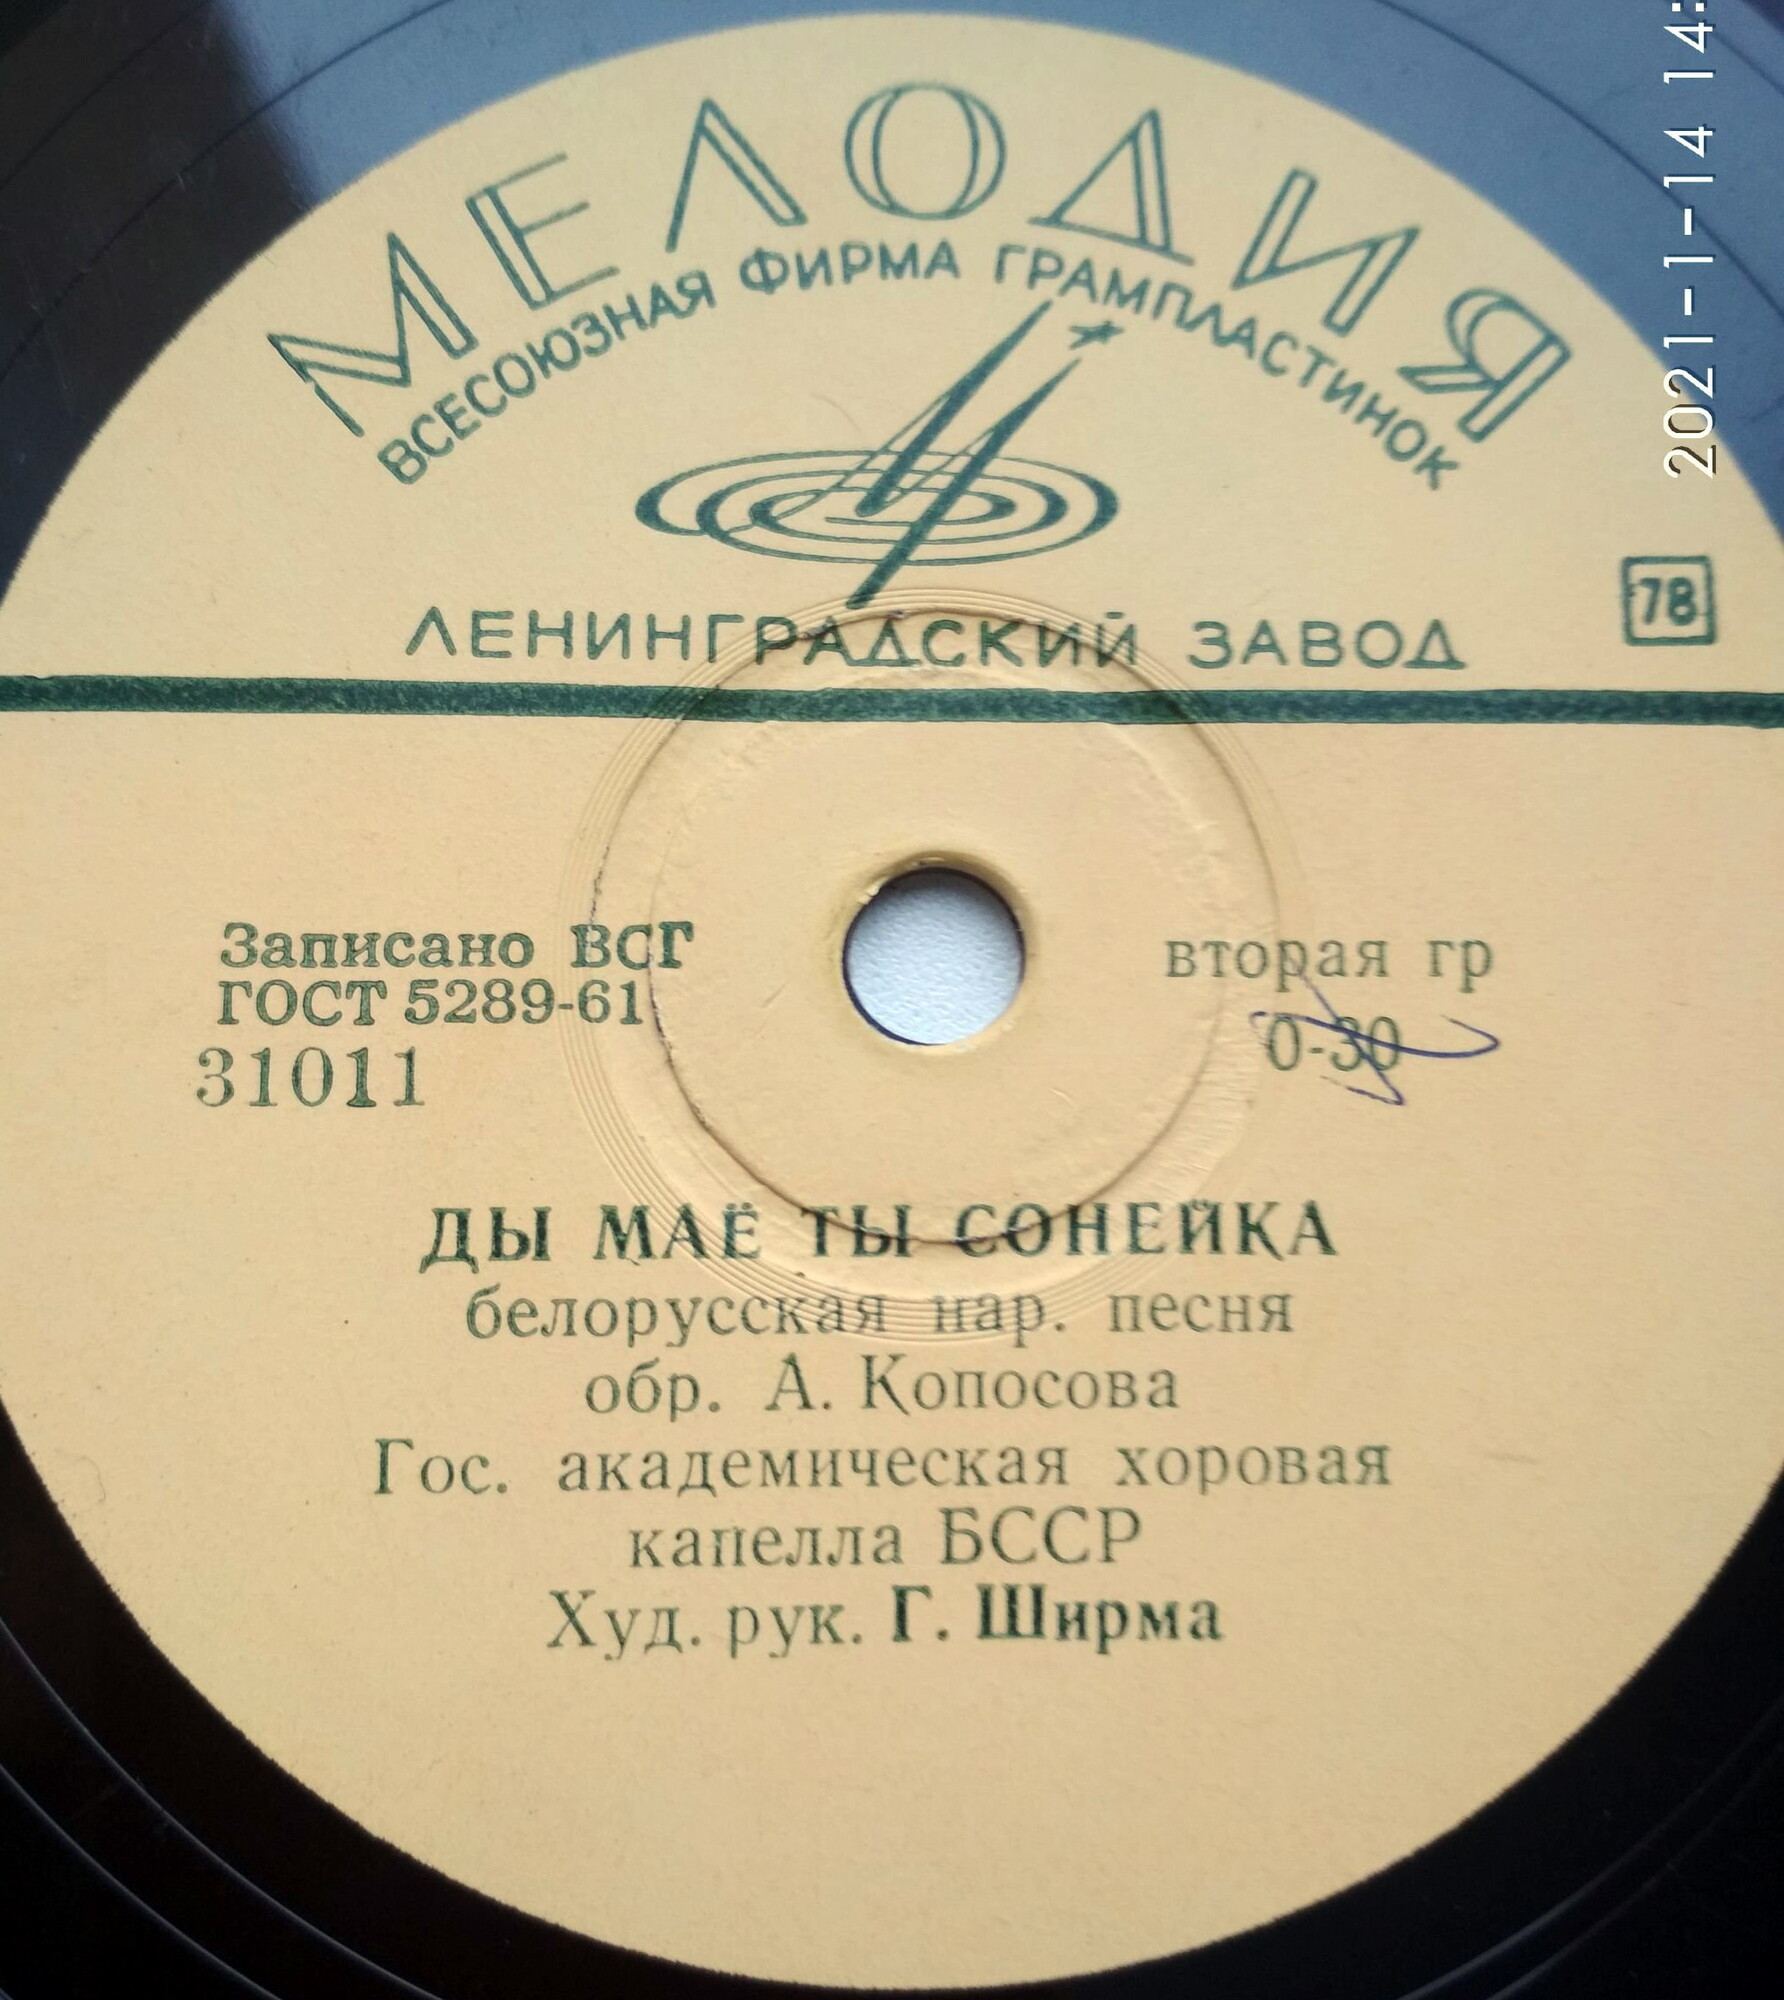 МЕЛОДИЯ
ВСЕСОЮЗНАЯ ФИРМА ГРАМПЛАСТИНОК
ЛЕНИНГРАДСКИЙ ЗАВОД
78
Записано ВСГ
ГОСТ 5289-61
31011
вторая гр
0-30
ДЫ МАЁ ТЫ СОНЕЙКА
белорусская нар. песня
обр. А. Копосова
Гос. академическая хоровая
капелла БССР
Худ. рук. Г. Ширма
2021-11-14 14: